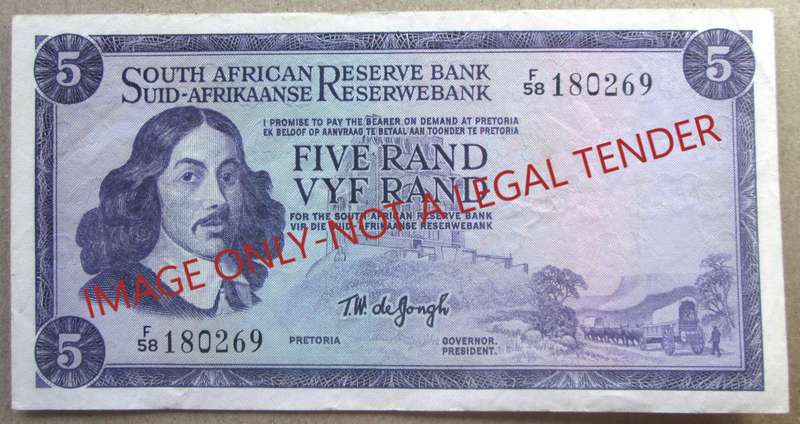 5
5
SOUTH AFRICAN RESERVE BANK
SUID-AFRIKAANSE RESERWEBANK
F/58 180269
I PROMISE TO PAY THE BEARER ON DEMAND AT PRETORIA
EK BELOOF OP AANVRAAG TE BETAAL AAN TOONDER TE PRETORIA
FIVE RAND
VYF RAND
FOR THE SOUTH AFRICAN RESERVE BANK
VIR DIE SUID-AFRIKAANSE RESERWEBANK
IMAGE ONLY-NOT A LEGAL TENDER
T.W. de Jongh
F/58 180269
PRETORIA
GOVERNOR.
PRESIDENT.
5